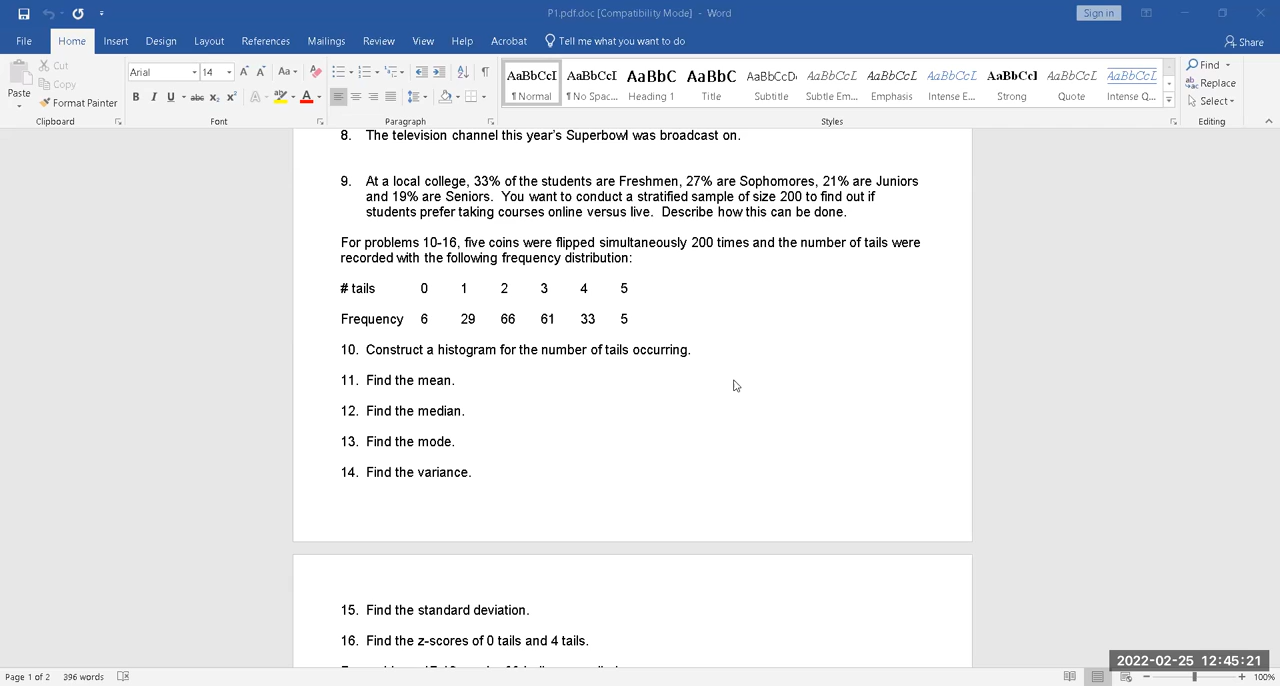 P1.pdf.doc [Compatibility Mode] - Word
Sign in
File Home Insert Design Layout References Mailings Review View Help Acrobat Tell me what you want to do Share
Paste
Cut
Copy
Format Painter
Clipboard
Arial 14
Font
Paragraph
AaBbCcI AaBbCcI AaBbC AaBbC AaBbCcD AaBbCcL AaBbCcL AaBbCcL AaBbCcI AaBbCcL AaBbCcL
¶ Normal ¶ No Spac... Heading 1 Title Subtitle Subtle Em... Emphasis Intense E... Strong Quote Intense Q...
Styles
Find
Replace
Select
Editing
8. The television channel this year's Superbowl was broadcast on.
9. At a local college, 33% of the students are Freshmen, 27% are Sophomores, 21% are Juniors
and 19% are Seniors. You want to conduct a stratified sample of size 200 to find out if
students prefer taking courses online versus live. Describe how this can be done.
For problems 10-16, five coins were flipped simultaneously 200 times and the number of tails were
recorded with the following frequency distribution:
# tails 0 1 2 3 4 5
Frequency 6 29 66 61 33 5
10. Construct a histogram for the number of tails occurring.
11. Find the mean.
12. Find the median.
13. Find the mode.
14. Find the variance.
15. Find the standard deviation.
16. Find the z-scores of 0 tails and 4 tails.
2022-02-25 12:45:21
Page 1 of 2 396 words 100%